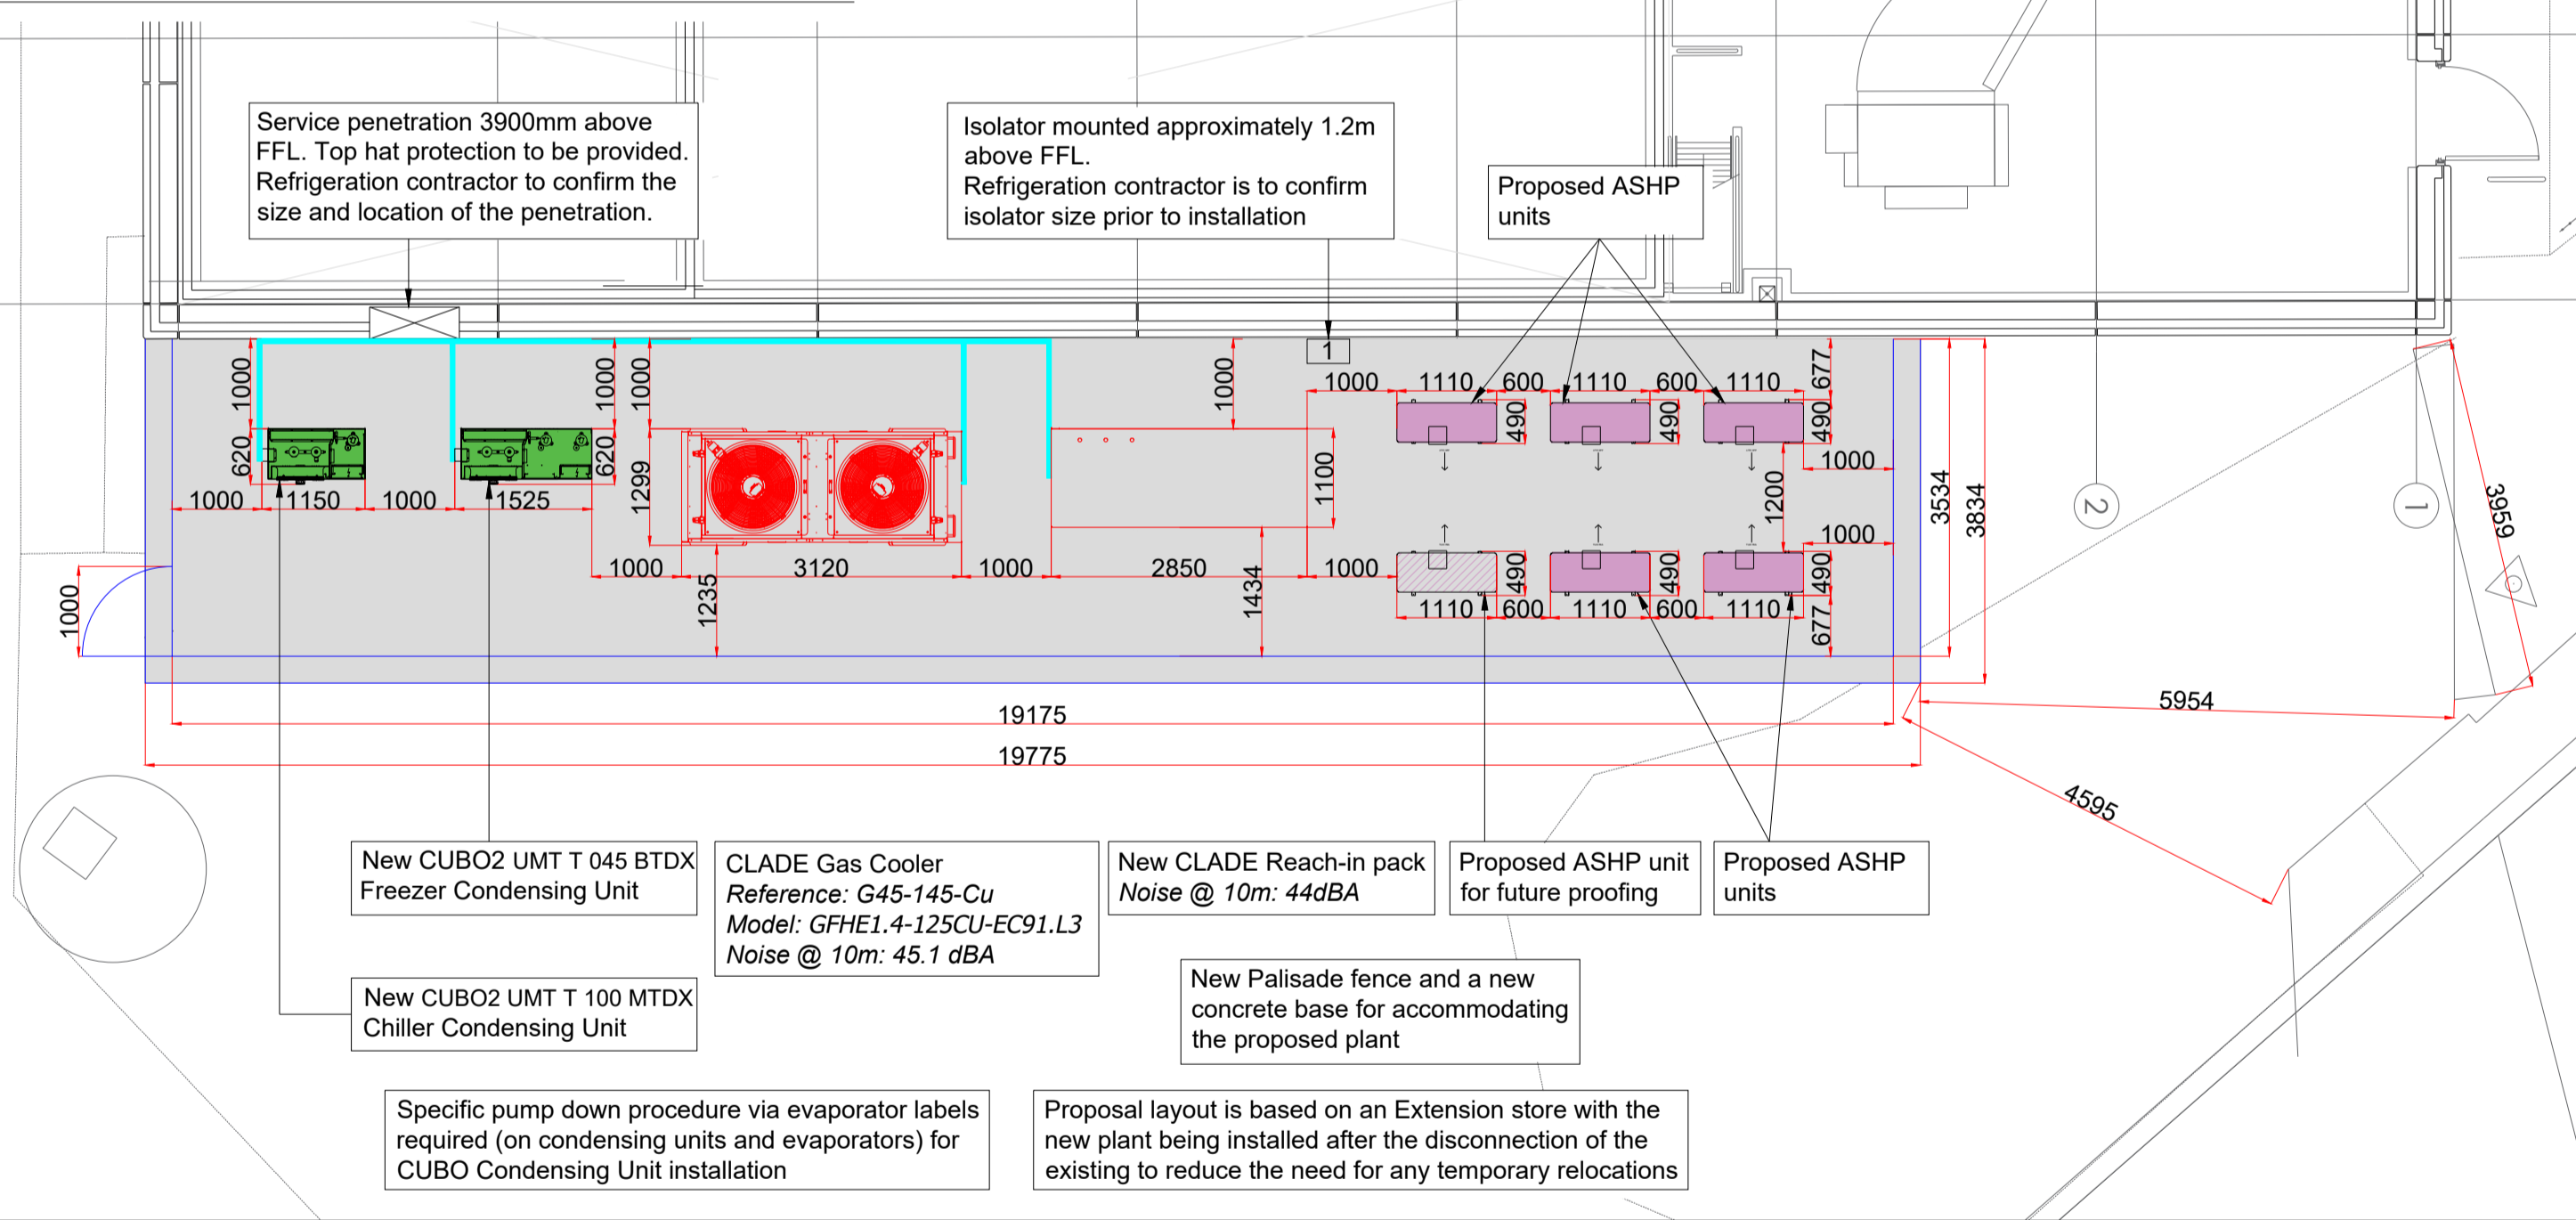 Service penetration 3900mm above
FFL. Top hat protection to be provided.
Refrigeration contractor to confirm the
size and location of the penetration.
Isolator mounted approximately 1.2m
above FFL.
Refrigeration contractor is to confirm
isolator size prior to installation
Proposed ASHP
units
1
1000
1000
1000
1000
677
1000 1110 600 1110 600 1110
490 490 490
620
620
1299
1100
1000
1200
3534
3834
2
1
3959
1000 1150 1000 1525
1000
1000 3120 1000 2850 1000
490 490 490
1000
1235
1434
1110 600 1110 600 1110
677
19175
5954
19775
4595
New CUBO2 UMT T 045 BTDX
Freezer Condensing Unit
CLADE Gas Cooler
Reference: G45-145-Cu
Model: GFHE1.4-125CU-EC91.L3
Noise @ 10m: 45.1 dBA
New CLADE Reach-in pack
Noise @ 10m: 44dBA
Proposed ASHP unit
for future proofing
Proposed ASHP
units
New CUBO2 UMT T 100 MTDX
Chiller Condensing Unit
New Palisade fence and a new
concrete base for accommodating
the proposed plant
Specific pump down procedure via evaporator labels
required (on condensing units and evaporators) for
CUBO Condensing Unit installation
Proposal layout is based on an Extension store with the
new plant being installed after the disconnection of the
existing to reduce the need for any temporary relocations